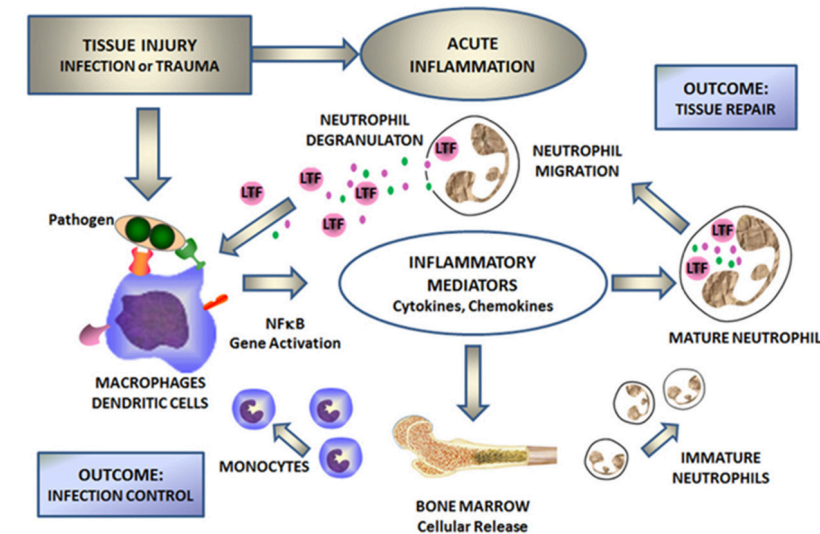 TISSUE INJURY
INFECTION or TRAUMA
ACUTE
INFLAMMATION
OUTCOME:
TISSUE REPAIR
NEUTROPHIL
DEGRANULATON
LTF
NEUTROPHIL
MIGRATION
LTF
LTF
LTF
LTF
Pathogen
LTF
LTF
INFLAMMATORY
MEDIATORS
Cytokines, Chemokines
NFκB
Gene Activation
MATURE NEUTROPHIL
MACROPHAGES
DENDRITIC CELLS
MONOCYTES
IMMATURE
NEUTROPHILS
OUTCOME:
INFECTION CONTROL
BONE MARROW
Cellular Release